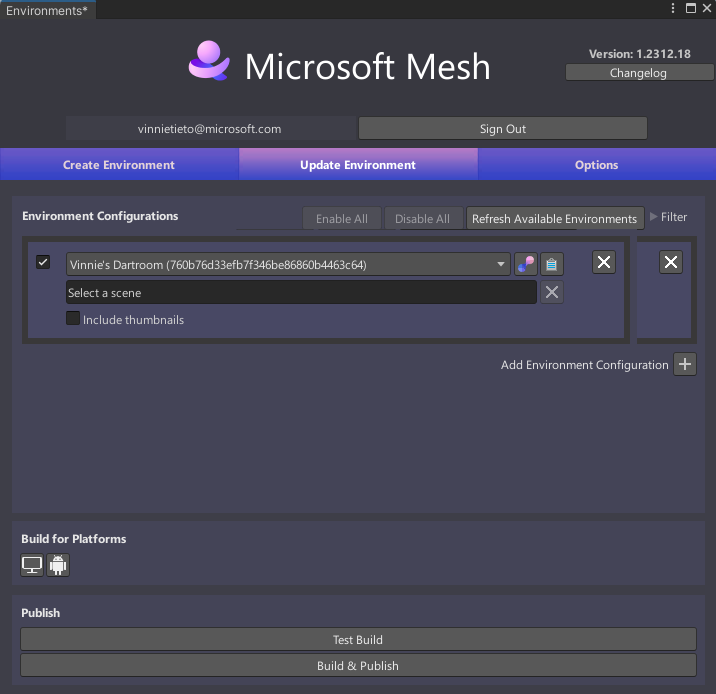 Environments*
Microsoft Mesh
Version: 1.2312.18
Changelog
vinnietieto@microsoft.com
Sign Out
Create Environment
Update Environment
Options
Environment Configurations
Enable All
Disable All
Refresh Available Environments
Filter
Vinnie's Dartroom (760b76d33efb7f346be86860b4463c64)
Select a scene
Include thumbnails
Add Environment Configuration
Build for Platforms
Publish
Test Build
Build & Publish